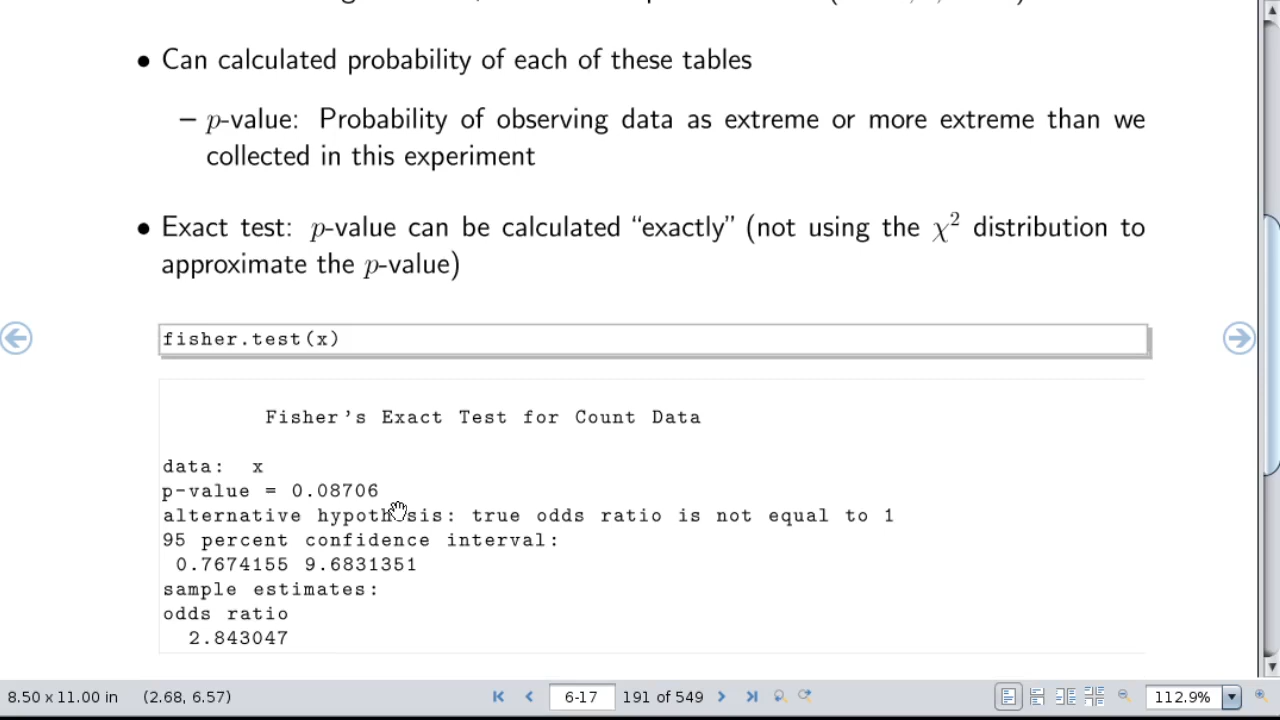 • Can calculated probability of each of these tables
– p-value: Probability of observing data as extreme or more extreme than we
collected in this experiment
• Exact test: p-value can be calculated “exactly” (not using the χ² distribution to
approximate the p-value)
fisher.test(x)
Fisher's Exact Test for Count Data
data: x
p-value = 0.08706
alternative hypothesis: true odds ratio is not equal to 1
95 percent confidence interval:
0.7674155 9.6831351
sample estimates:
odds ratio
2.843047
8.50 x 11.00 in (2.68, 6.57) 6-17 191 of 549 112.9%